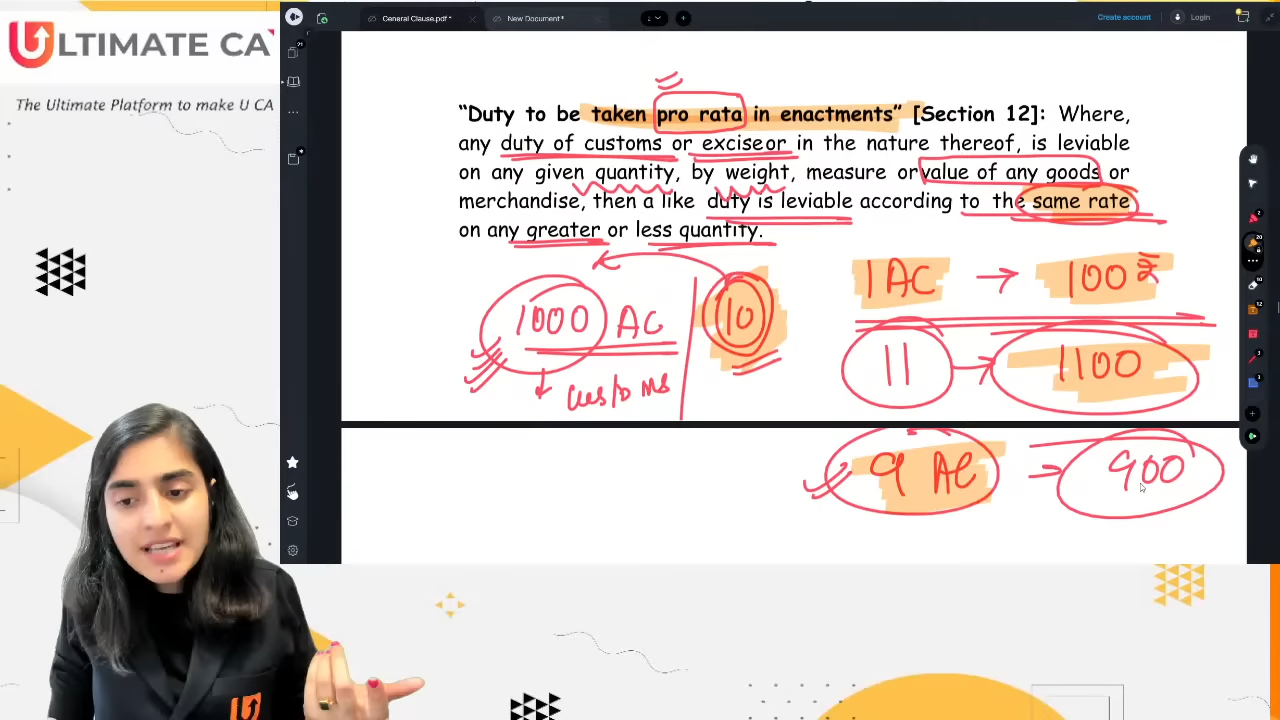 ULTIMATE CA
The Ultimate Platform to make U CA
General Clause.pdf *
New Document*
Create account
Login
“Duty to be taken pro rata in enactments” [Section 12]: Where,
any duty of customs or exciseor in the nature thereof, is leviable
on any given quantity, by weight, measure or value of any goods or
merchandise, then a like duty is leviable according to the same rate
on any greater or less quantity.
1 AC → 100 ₹
1000 AC
10
11 → 1100
↓ customs
9 AC ⇒ 900